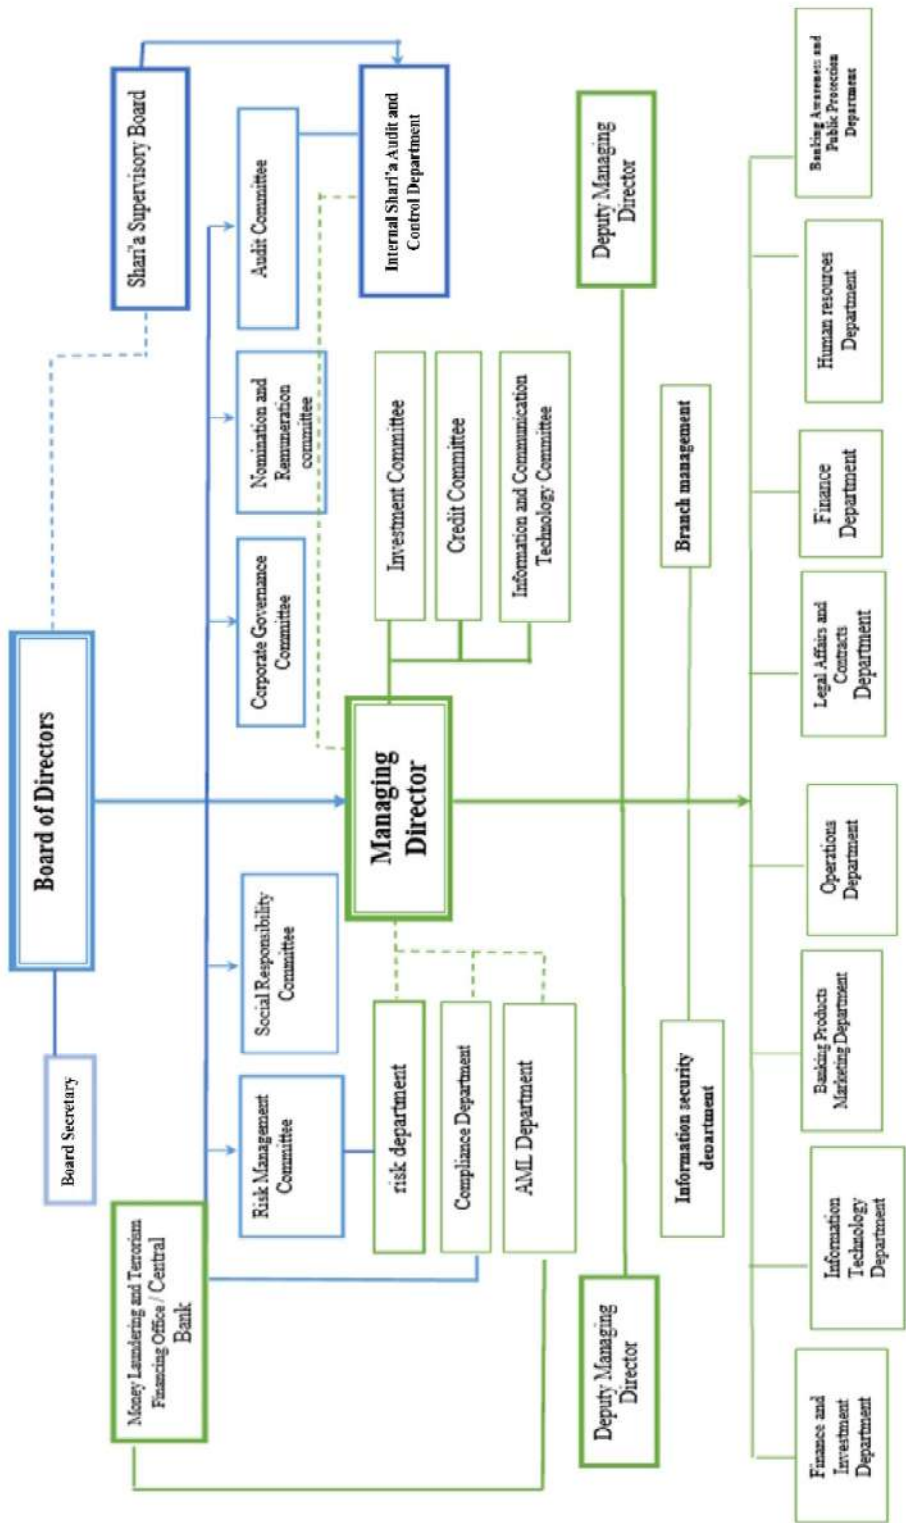 Board of Directors
Board Secretary
Shari'a Supervisory Board
Money Laundering and Terrorism
Financing Office / Central
Bank
Risk Management
Committee
Social Responsibility
Committee
Corporate Governance
Committee
Nomination and
Remuneration
committee
Audit Committee
Internal Shari'a Audit and
Control Department
Managing
Director
risk department
Compliance Department
AML Department
Investment Committee
Credit Committee
Information and Communication
Technology Committee
Deputy Managing
Director
Deputy Managing
Director
Information security
department
Branch management
Finance and
Investment
Department
Information
Technology
Department
Banking Products
Marketing Department
Operations
Department
Legal Affairs and
Contracts
Department
Finance
Department
Human resources
Department
Banking Awareness and
Public Protection
Department